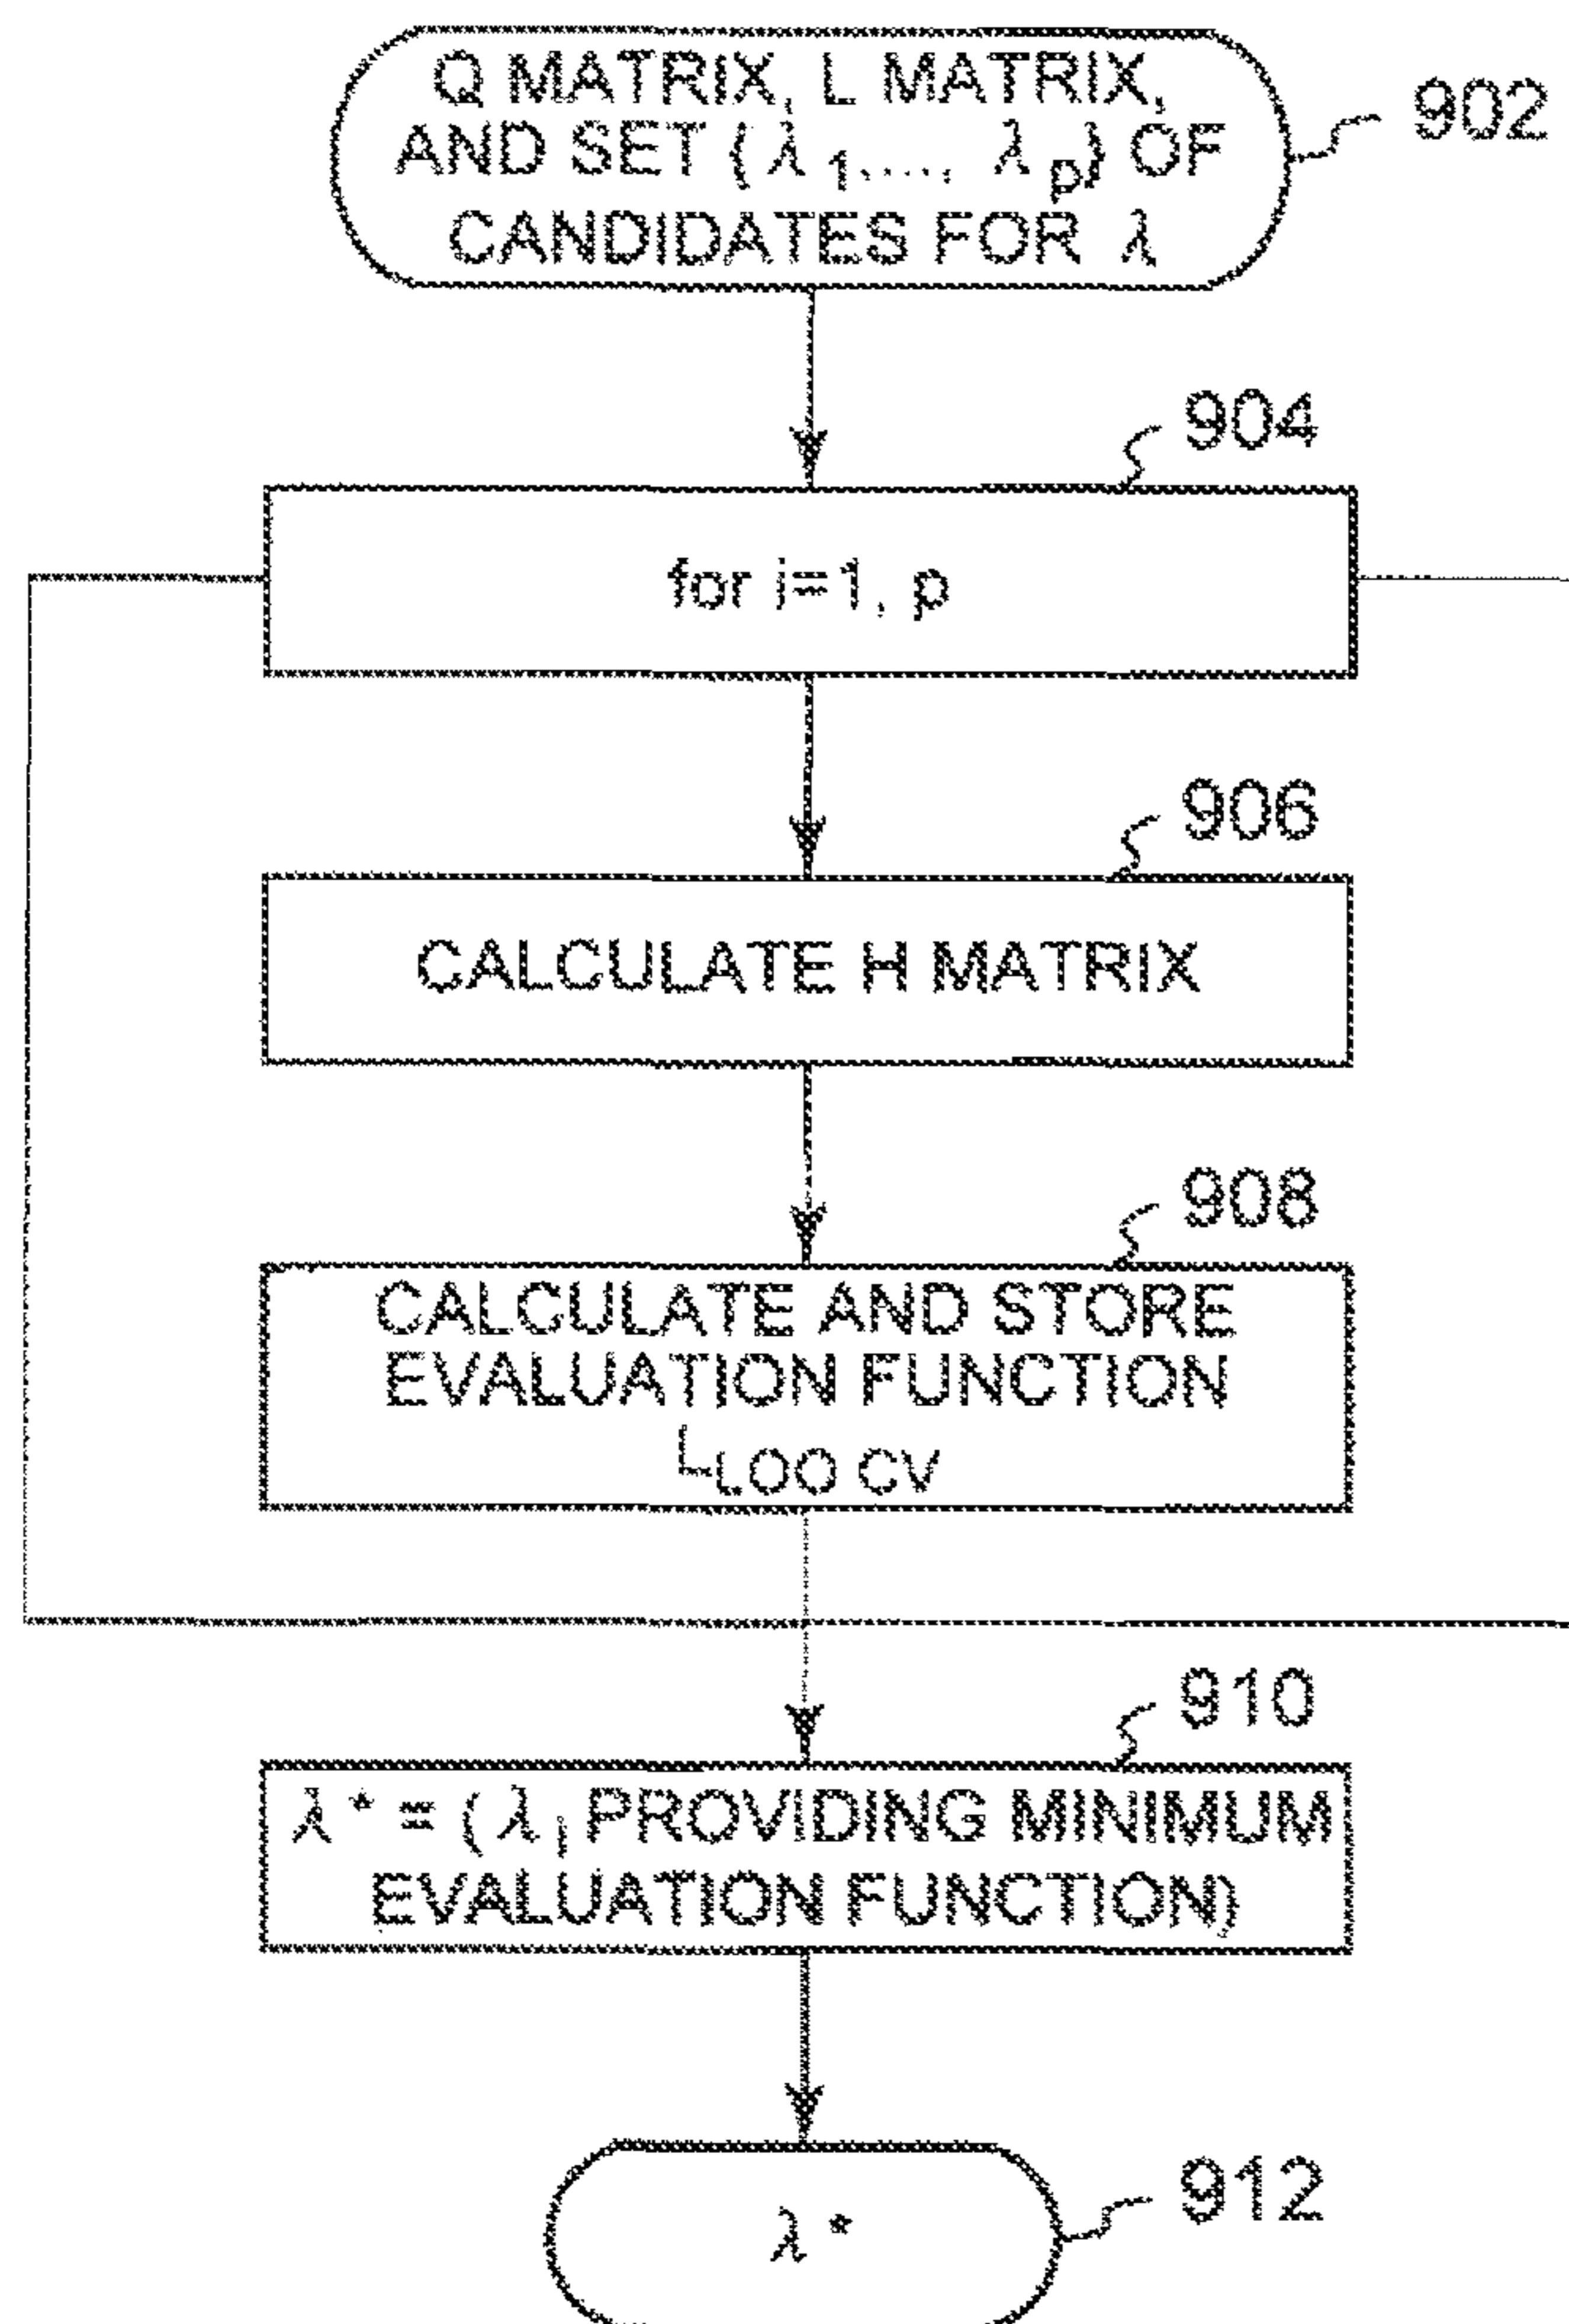 Q MATRIX, L MATRIX,
AND SET {λ1,..., λp} OF
CANDIDATES FOR λ
902
904
for i=1, p
906
CALCULATE H MATRIX
908
CALCULATE AND STORE
EVALUATION FUNCTION
LLOO CV
910
λ* = (λi PROVIDING MINIMUM
EVALUATION FUNCTION)
λ*
912